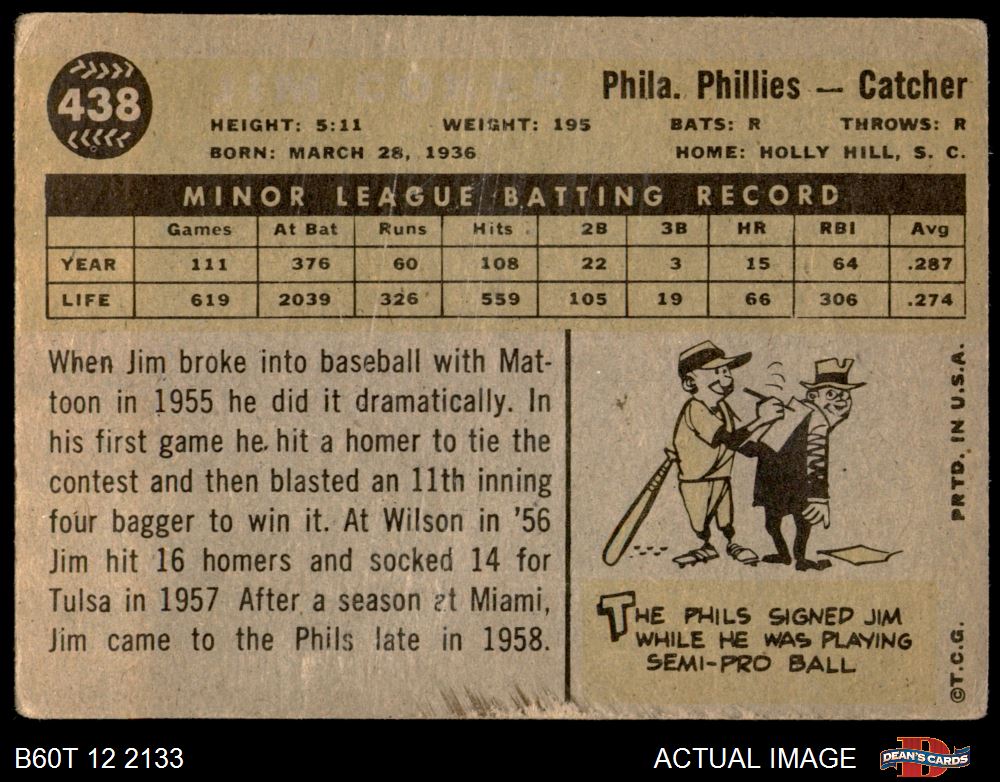 438
JIM COKER
Phila. Phillies — Catcher
HEIGHT: 5:11 WEIGHT: 195 BATS: R THROWS: R
BORN: MARCH 28, 1936 HOME: HOLLY HILL, S. C.
MINOR LEAGUE BATTING RECORD
Games At Bat Runs Hits 2B 3B HR RBI Avg
YEAR 111 376 60 108 22 3 15 64 .287
LIFE 619 2039 326 559 105 19 66 306 .274
When Jim broke into baseball with Mat-
toon in 1955 he did it dramatically. In
his first game he hit a homer to tie the
contest and then blasted an 11th inning
four bagger to win it. At Wilson in '56
Jim hit 16 homers and socked 14 for
Tulsa in 1957 After a season at Miami,
Jim came to the Phils late in 1958.
THE PHILS SIGNED JIM
WHILE HE WAS PLAYING
SEMI-PRO BALL
©T.C.G. PRTD. IN U.S.A.
B60T 12 2133
ACTUAL IMAGE
DEAN'S CARDS